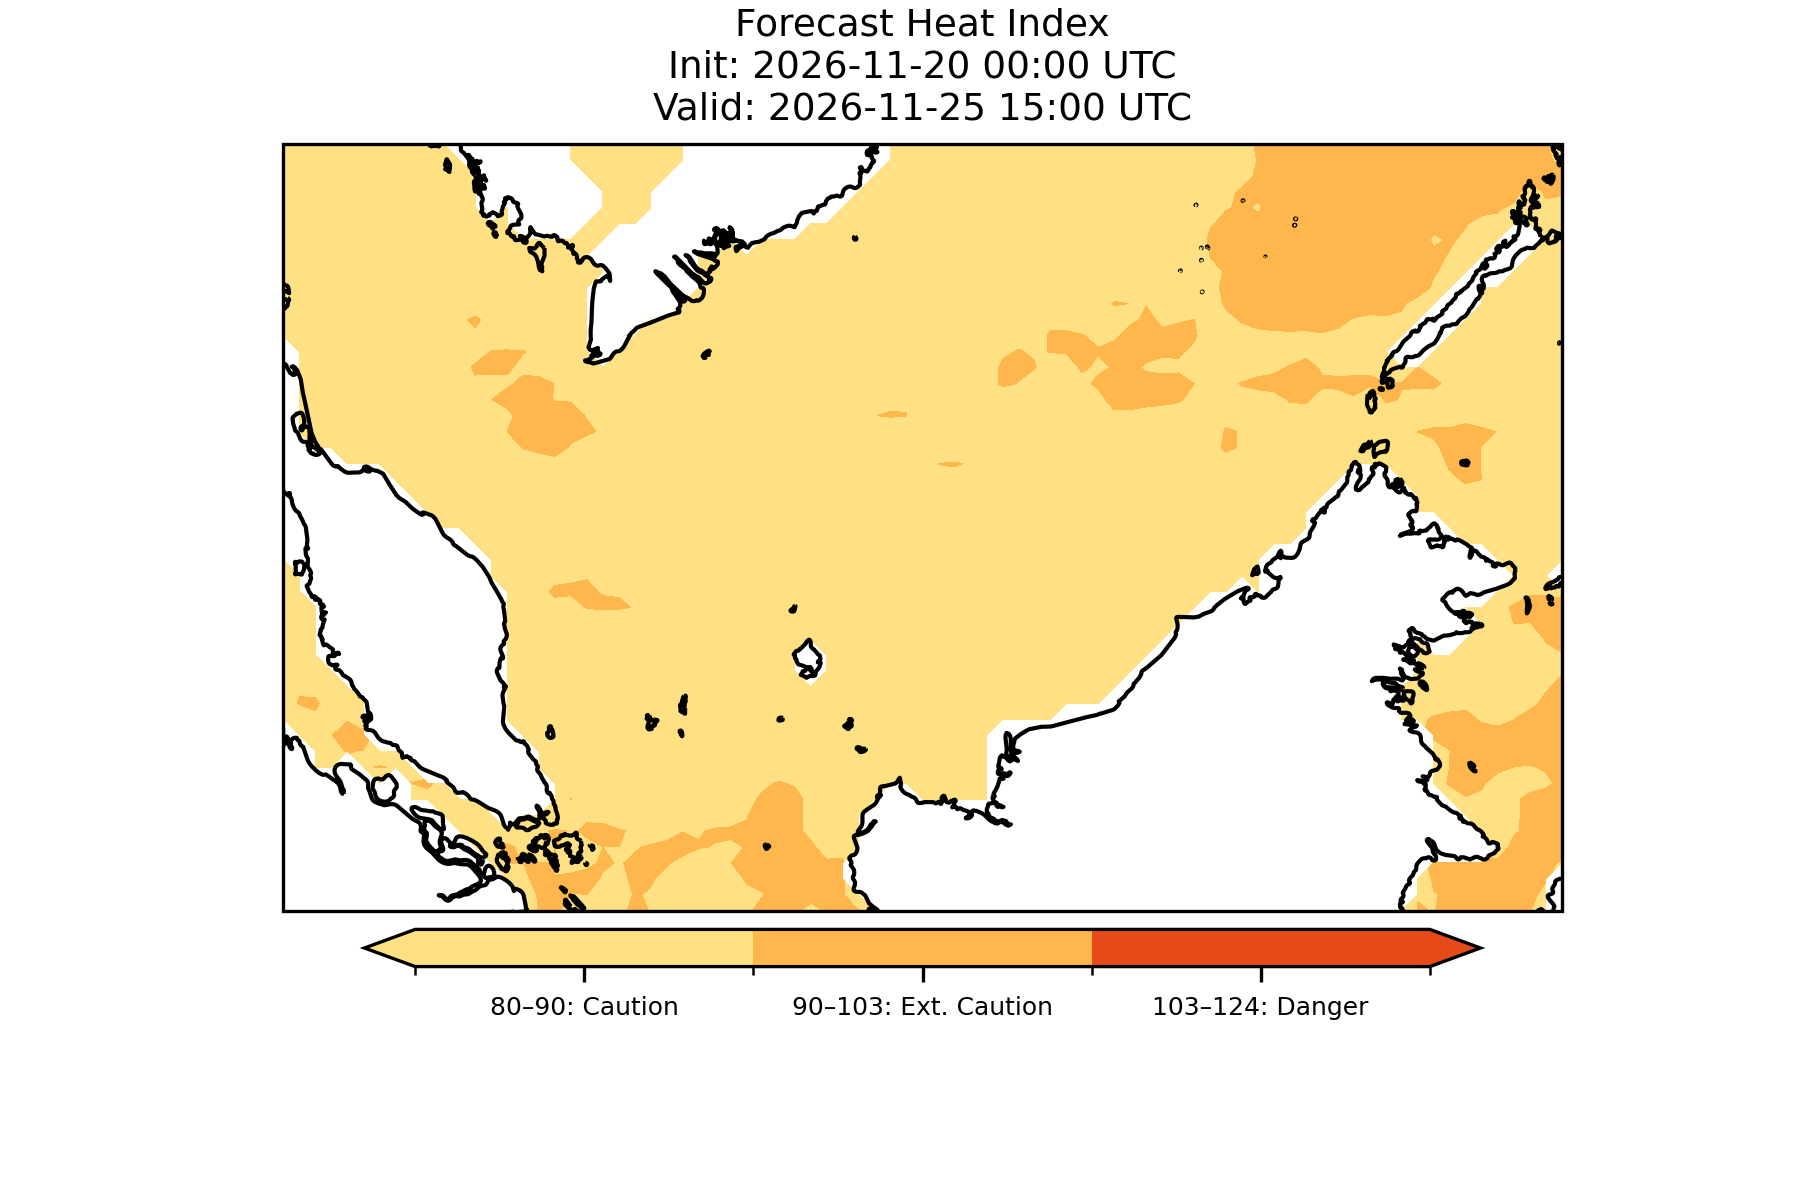 Forecast Heat Index
Init: 2026-11-20 00:00 UTC
Valid: 2026-11-25 15:00 UTC
80–90: Caution
90–103: Ext. Caution
103–124: Danger